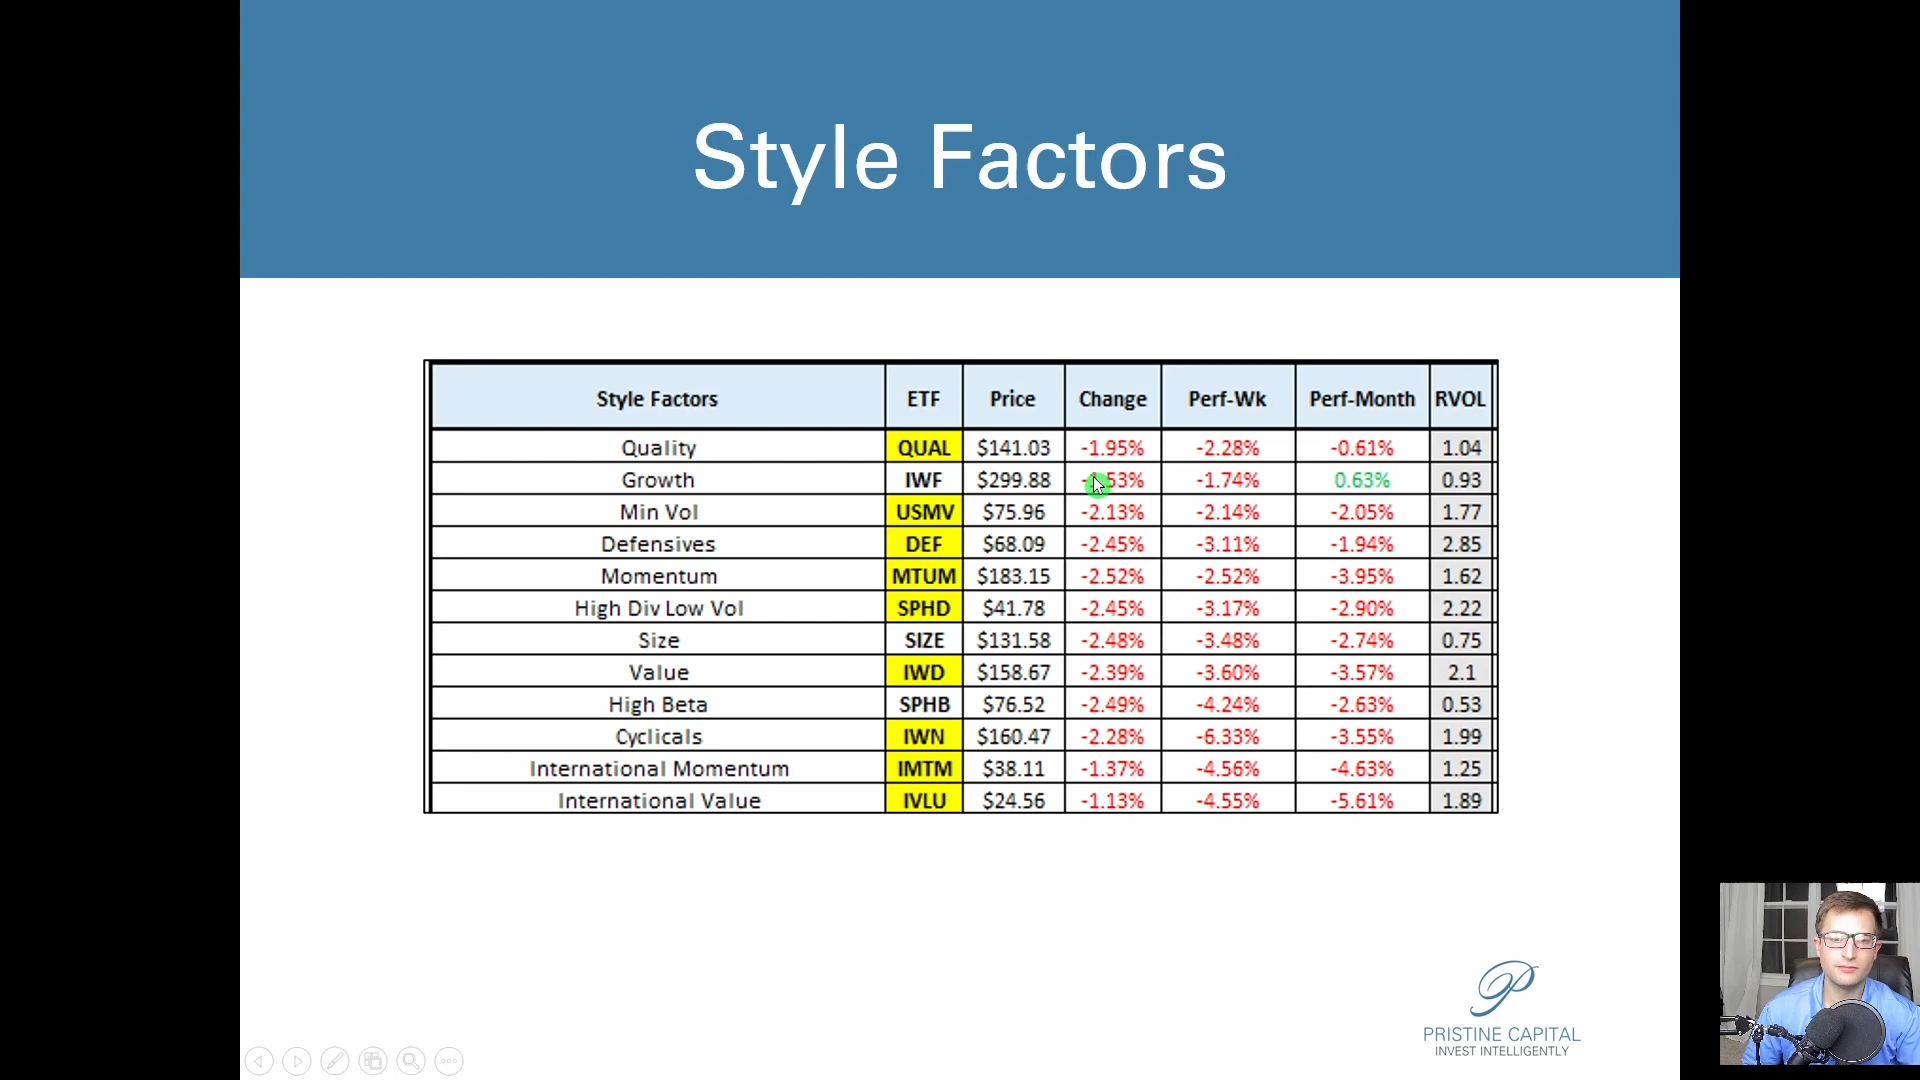 Style Factors
Style Factors ETF Price Change Perf-Wk Perf-Month RVOL
Quality QUAL $141.03 -1.95% -2.28% -0.61% 1.04
Growth IWF $299.88 53% -1.74% 0.63% 0.93
Min Vol USMV $75.96 -2.13% -2.14% -2.05% 1.77
Defensives DEF $68.09 -2.45% -3.11% -1.94% 2.85
Momentum MTUM $183.15 -2.52% -2.52% -3.95% 1.62
High Div Low Vol SPHD $41.78 -2.45% -3.17% -2.90% 2.22
Size SIZE $131.58 -2.48% -3.48% -2.74% 0.75
Value IWD $158.67 -2.39% -3.60% -3.57% 2.1
High Beta SPHB $76.52 -2.49% -4.24% -2.63% 0.53
Cyclicals IWN $160.47 -2.28% -6.33% -3.55% 1.99
International Momentum IMTM $38.11 -1.37% -4.56% -4.63% 1.25
International Value IVLU $24.56 -1.13% -4.55% -5.61% 1.89
PRISTINE CAPITAL
INVEST INTELLIGENTLY